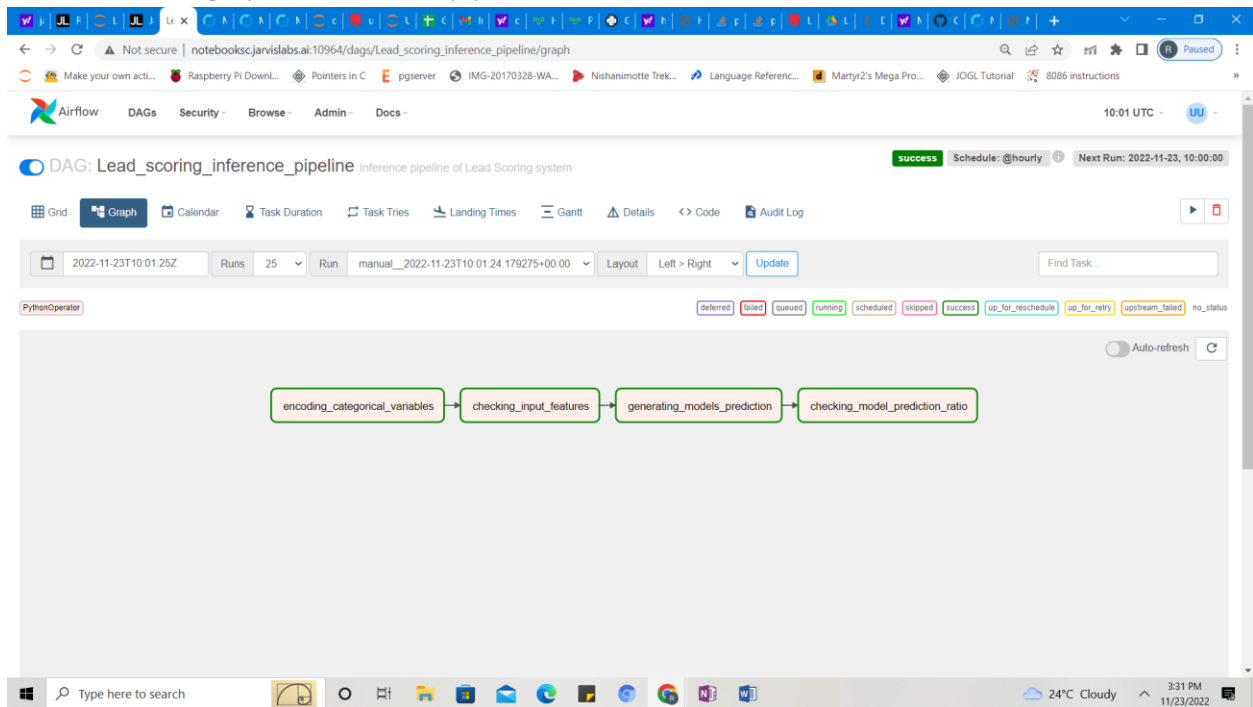 Not secure | notebooksc.jarvislabs.ai:10964/dags/Lead_scoring_inference_pipeline/graph
Paused
Make your own acti... Raspberry Pi Downl... Pointers in C pgserver IMG-20170328-WA... Nishanimotte Trek... Language Referenc... Martyr2's Mega Pro... JOGL Tutorial 8086 instructions »
Airflow DAGs Security Browse Admin Docs 10:01 UTC UU
DAG: Lead_scoring_inference_pipeline Inference pipeline of Lead Scoring system success Schedule: @hourly Next Run: 2022-11-23, 10:00:00
Grid Graph Calendar Task Duration Task Tries Landing Times Gantt Details <> Code Audit Log
2022-11-23T10:01:25Z Runs 25 Run manual__2022-11-23T10:01:24.179275+00:00 Layout Left > Right Update Find Task...
PythonOperator deferred failed queued running scheduled skipped success up_for_reschedule up_for_retry upstream_failed no_status
Auto-refresh
encoding_categorical_variables checking_input_features generating_models_prediction checking_model_prediction_ratio
Type here to search 24°C Cloudy 3:31 PM
11/23/2022